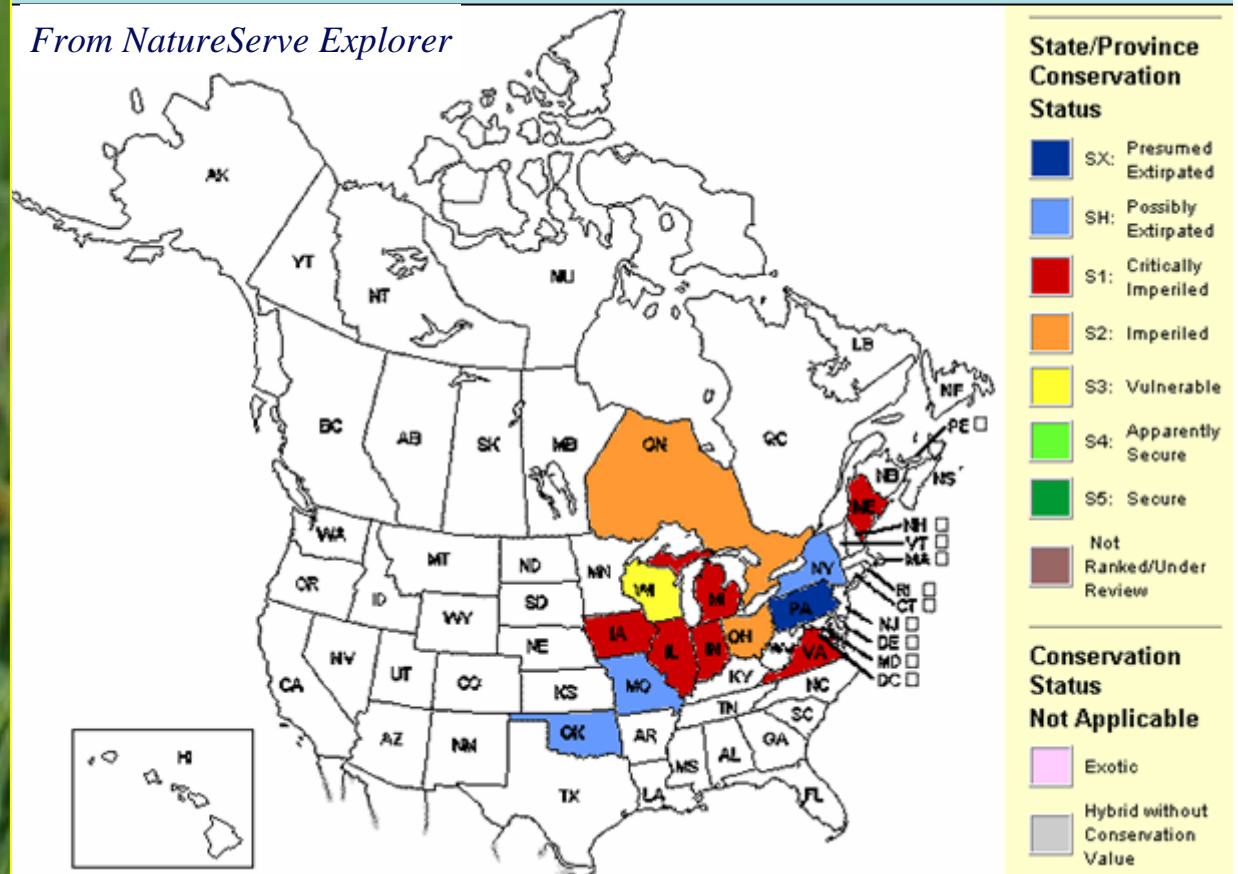 From NatureServe Explorer
AK
YT
NT
NU
BC
AB
SK
MB
ON
QC
LB
NF
PE
NB
NS
ME
NH
VT
MA
RI
CT
NJ
DE
MD
DC
WA
OR
ID
MT
WY
ND
SD
NE
MN
WI
MI
IA
IL
IN
OH
PA
NY
VA
WV
KY
NC
SC
TN
GA
AL
MS
FL
LA
AR
MO
KS
OK
TX
NM
CO
UT
AZ
NV
CA
HI
State/Province
Conservation
Status
SX: Presumed
Extirpated
SH: Possibly
Extirpated
S1: Critically
Imperiled
S2: Imperiled
S3: Vulnerable
S4: Apparently
Secure
S5: Secure
Not
Ranked/Under
Review
Conservation
Status
Not Applicable
Exotic
Hybrid without
Conservation
Value